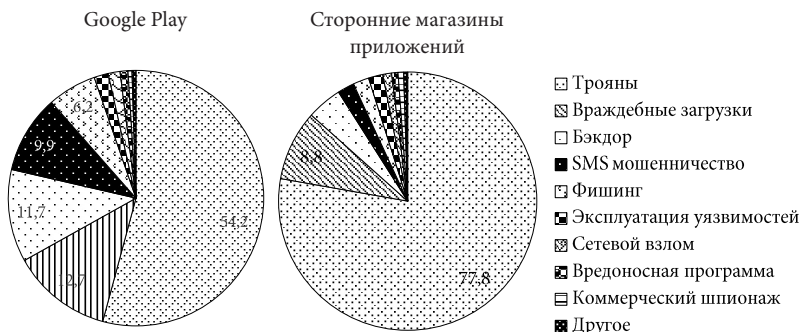 Google Play
Сторонние магазины
приложений
6,2
9,9
11,7
12,7
54,2
8,8
77,8
Трояны
Враждебные загрузки
Бэкдор
SMS мошенничество
Фишинг
Эксплуатация уязвимостей
Сетевой взлом
Вредоносная программа
Коммерческий шпионаж
Другое